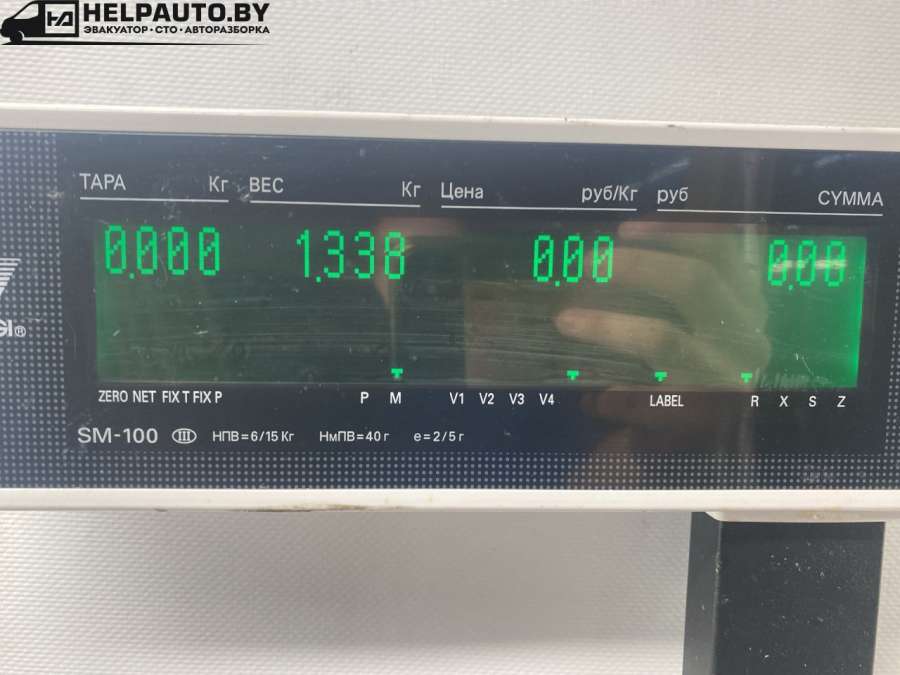 HELPAUTO.BY
ЭВАКУАТОР·СТО·АВТОРАЗБОРКА
ТАРА Кг ВЕС Кг Цена руб/Кг руб СУММА
0.000 1.338 0.00 0.00
GI®
ZERO NET FIX T FIX P P M V1 V2 V3 V4 LABEL R X S Z
SM-100 III НПВ=6/15 Кг НмПВ=40 г e=2/5 г